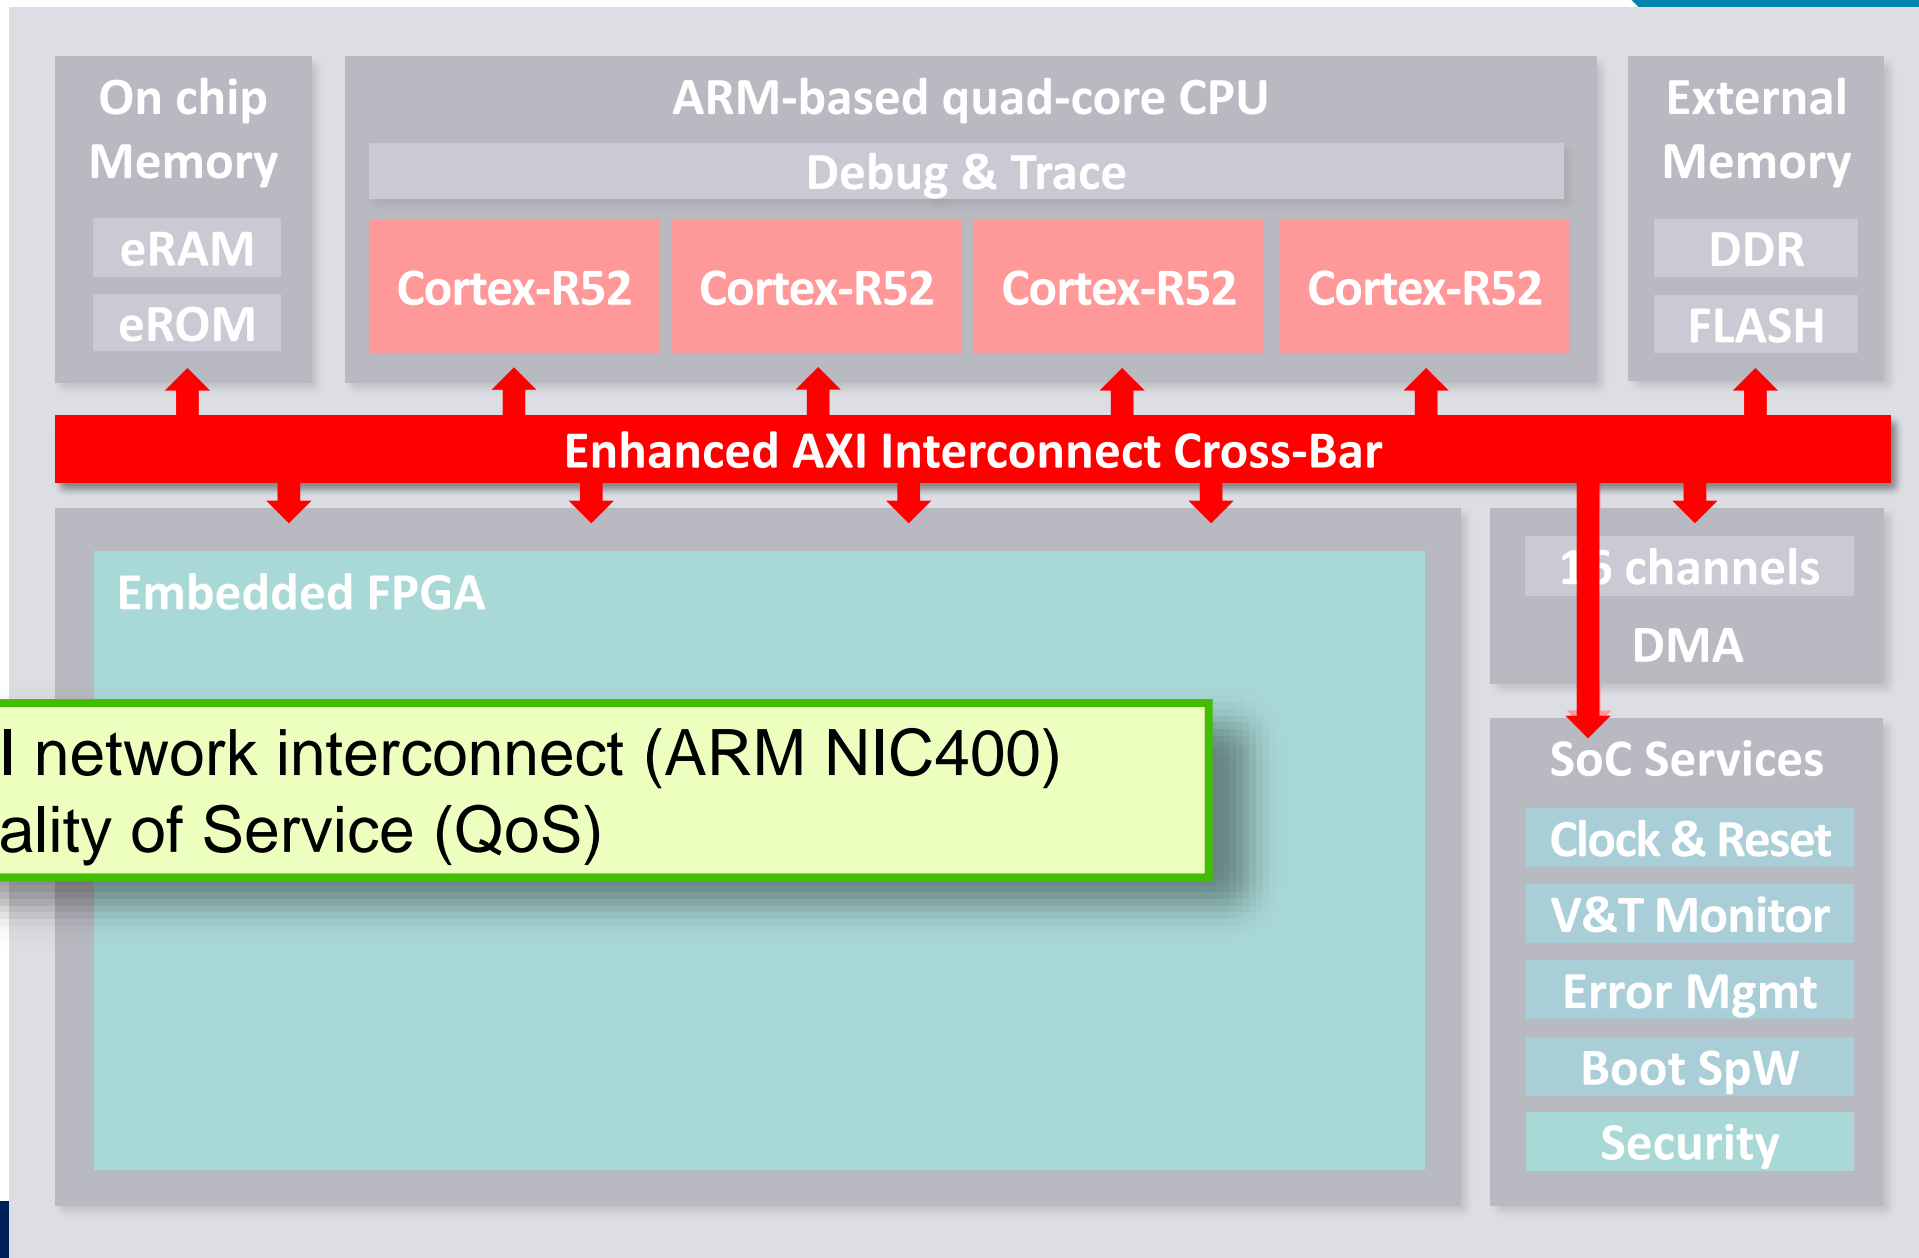 On chip
Memory
eRAM
eROM
ARM-based quad-core CPU
Debug & Trace
Cortex-R52 Cortex-R52 Cortex-R52 Cortex-R52
External
Memory
DDR
FLASH
Enhanced AXI Interconnect Cross-Bar
Embedded FPGA
I network interconnect (ARM NIC400)
ality of Service (QoS)
16 channels
DMA
SoC Services
Clock & Reset
V&T Monitor
Error Mgmt
Boot SpW
Security